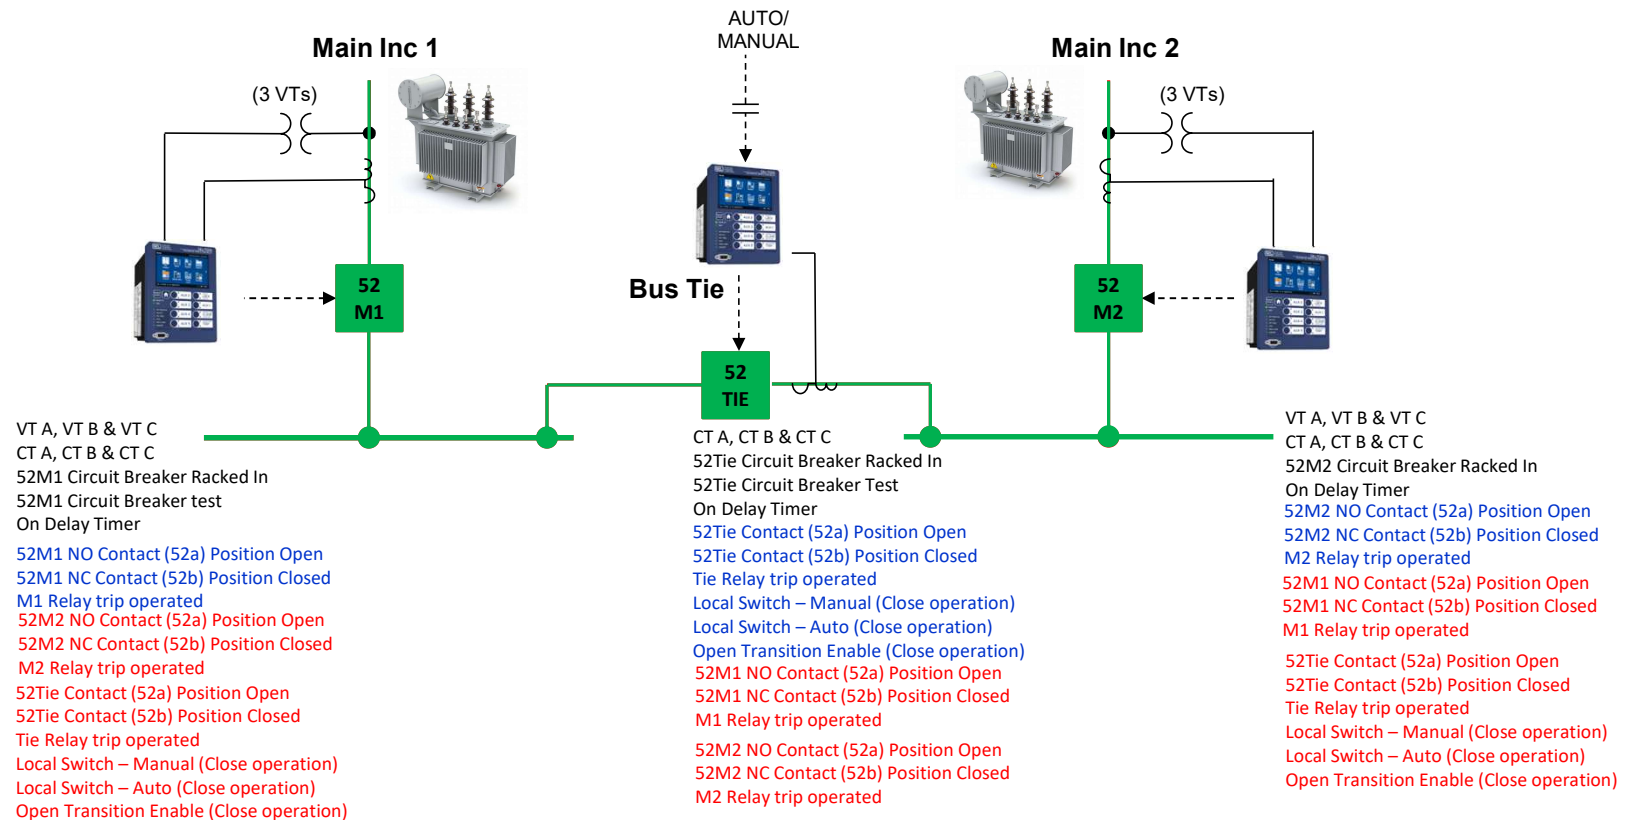 AUTO/
MANUAL
Main Inc 1
Main Inc 2
(3 VTs)
(3 VTs)
52
M1
Bus Tie
52
M2
52
TIE
VT A, VT B & VT C
CT A, CT B & CT C
52M1 Circuit Breaker Racked In
52M1 Circuit Breaker test
On Delay Timer
52M1 NO Contact (52a) Position Open
52M1 NC Contact (52b) Position Closed
M1 Relay trip operated
52M2 NO Contact (52a) Position Open
52M2 NC Contact (52b) Position Closed
M2 Relay trip operated
52Tie Contact (52a) Position Open
52Tie Contact (52b) Position Closed
Tie Relay trip operated
Local Switch – Manual (Close operation)
Local Switch – Auto (Close operation)
Open Transition Enable (Close operation)
CT A, CT B & CT C
52Tie Circuit Breaker Racked In
52Tie Circuit Breaker Test
On Delay Timer
52Tie Contact (52a) Position Open
52Tie Contact (52b) Position Closed
Tie Relay trip operated
Local Switch – Manual (Close operation)
Local Switch – Auto (Close operation)
Open Transition Enable (Close operation)
52M1 NO Contact (52a) Position Open
52M1 NC Contact (52b) Position Closed
M1 Relay trip operated
52M2 NO Contact (52a) Position Open
52M2 NC Contact (52b) Position Closed
M2 Relay trip operated
VT A, VT B & VT C
CT A, CT B & CT C
52M2 Circuit Breaker Racked In
On Delay Timer
52M2 NO Contact (52a) Position Open
52M2 NC Contact (52b) Position Closed
M2 Relay trip operated
52M1 NO Contact (52a) Position Open
52M1 NC Contact (52b) Position Closed
M1 Relay trip operated
52Tie Contact (52a) Position Open
52Tie Contact (52b) Position Closed
Tie Relay trip operated
Local Switch – Manual (Close operation)
Local Switch – Auto (Close operation)
Open Transition Enable (Close operation)